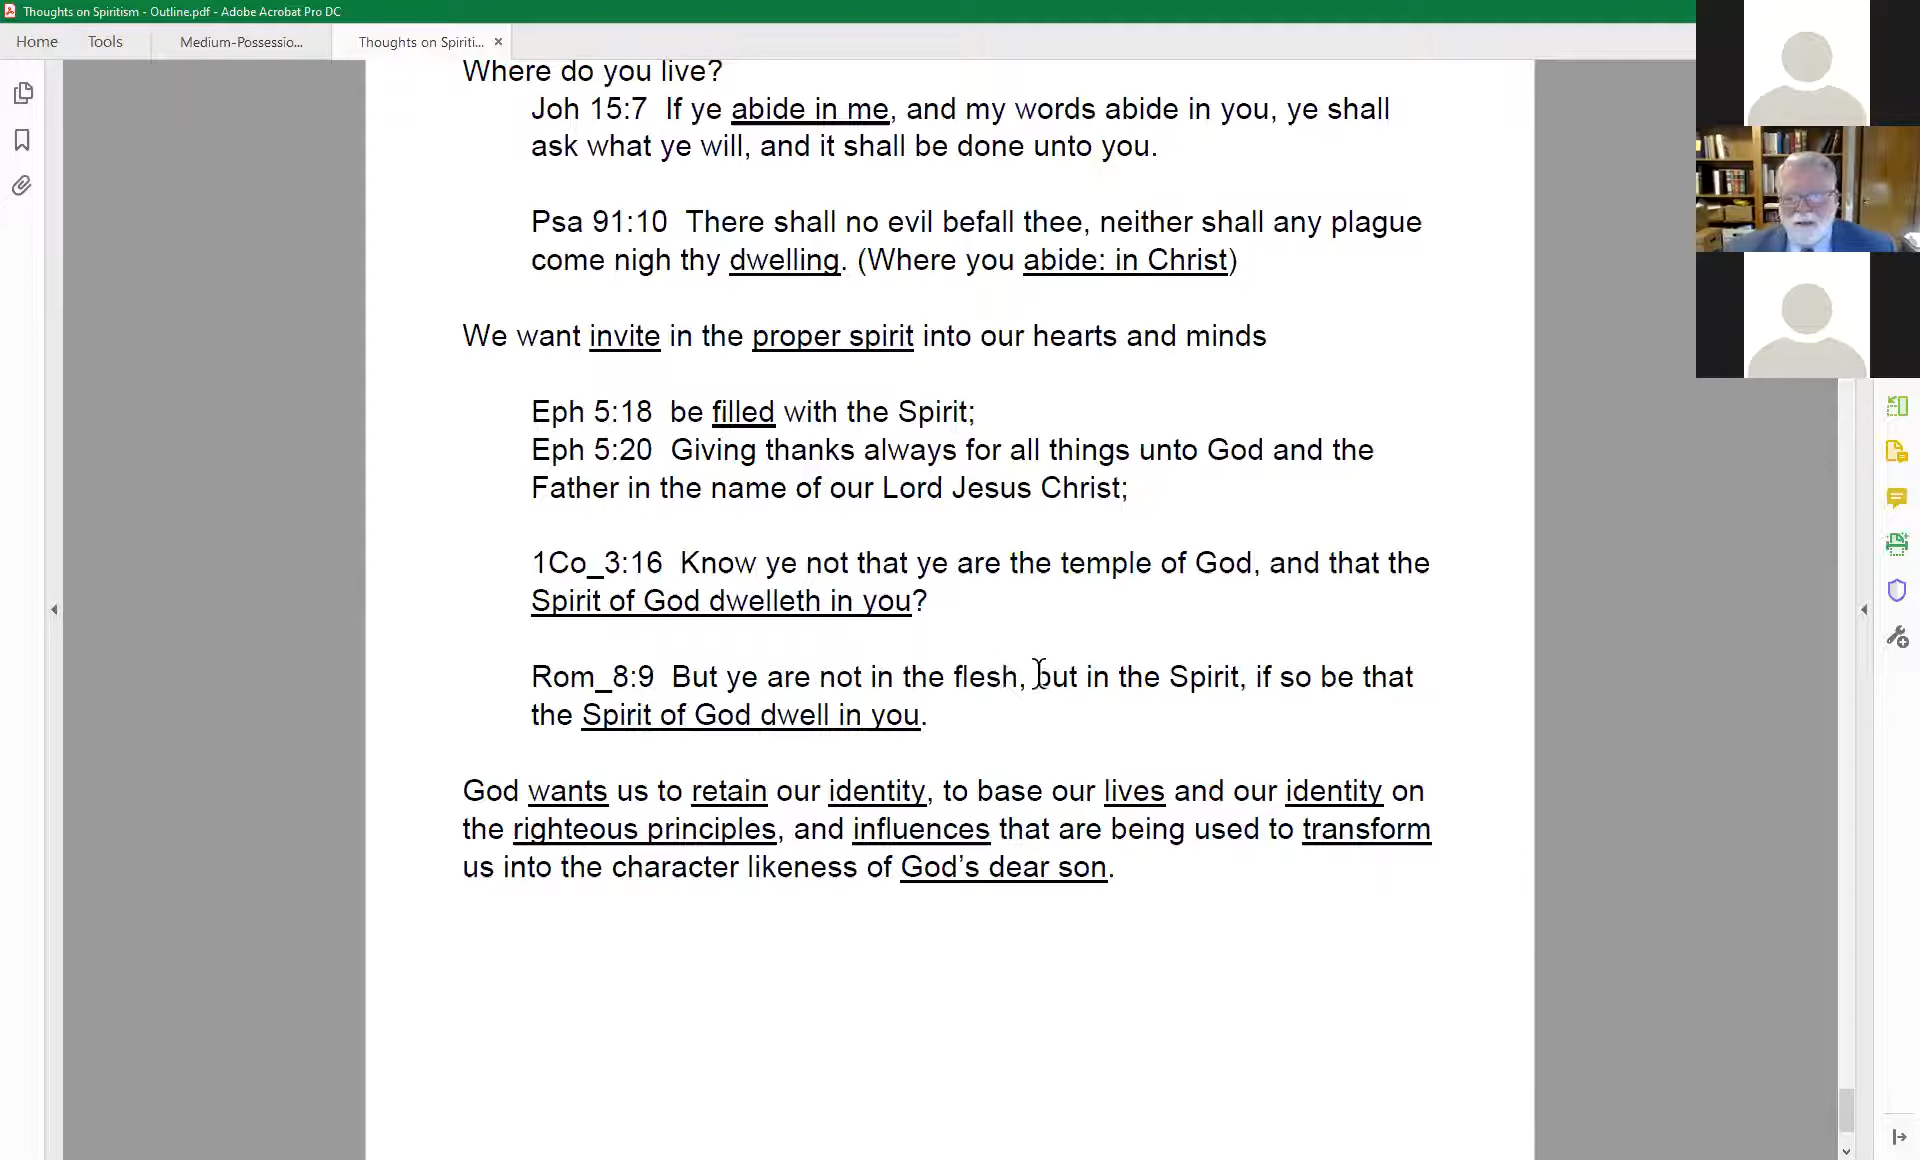 Thoughts on Spiritism - Outline.pdf - Adobe Acrobat Pro DC
Home Tools Medium-Possessio... Thoughts on Spiriti... ×
Where do you live?
Joh 15:7 If ye abide in me, and my words abide in you, ye shall
ask what ye will, and it shall be done unto you.
Psa 91:10 There shall no evil befall thee, neither shall any plague
come nigh thy dwelling. (Where you abide: in Christ)
We want invite in the proper spirit into our hearts and minds
Eph 5:18 be filled with the Spirit;
Eph 5:20 Giving thanks always for all things unto God and the
Father in the name of our Lord Jesus Christ;
1Co_3:16 Know ye not that ye are the temple of God, and that the
Spirit of God dwelleth in you?
Rom_8:9 But ye are not in the flesh, but in the Spirit, if so be that
the Spirit of God dwell in you.
God wants us to retain our identity, to base our lives and our identity on
the righteous principles, and influences that are being used to transform
us into the character likeness of God’s dear son.